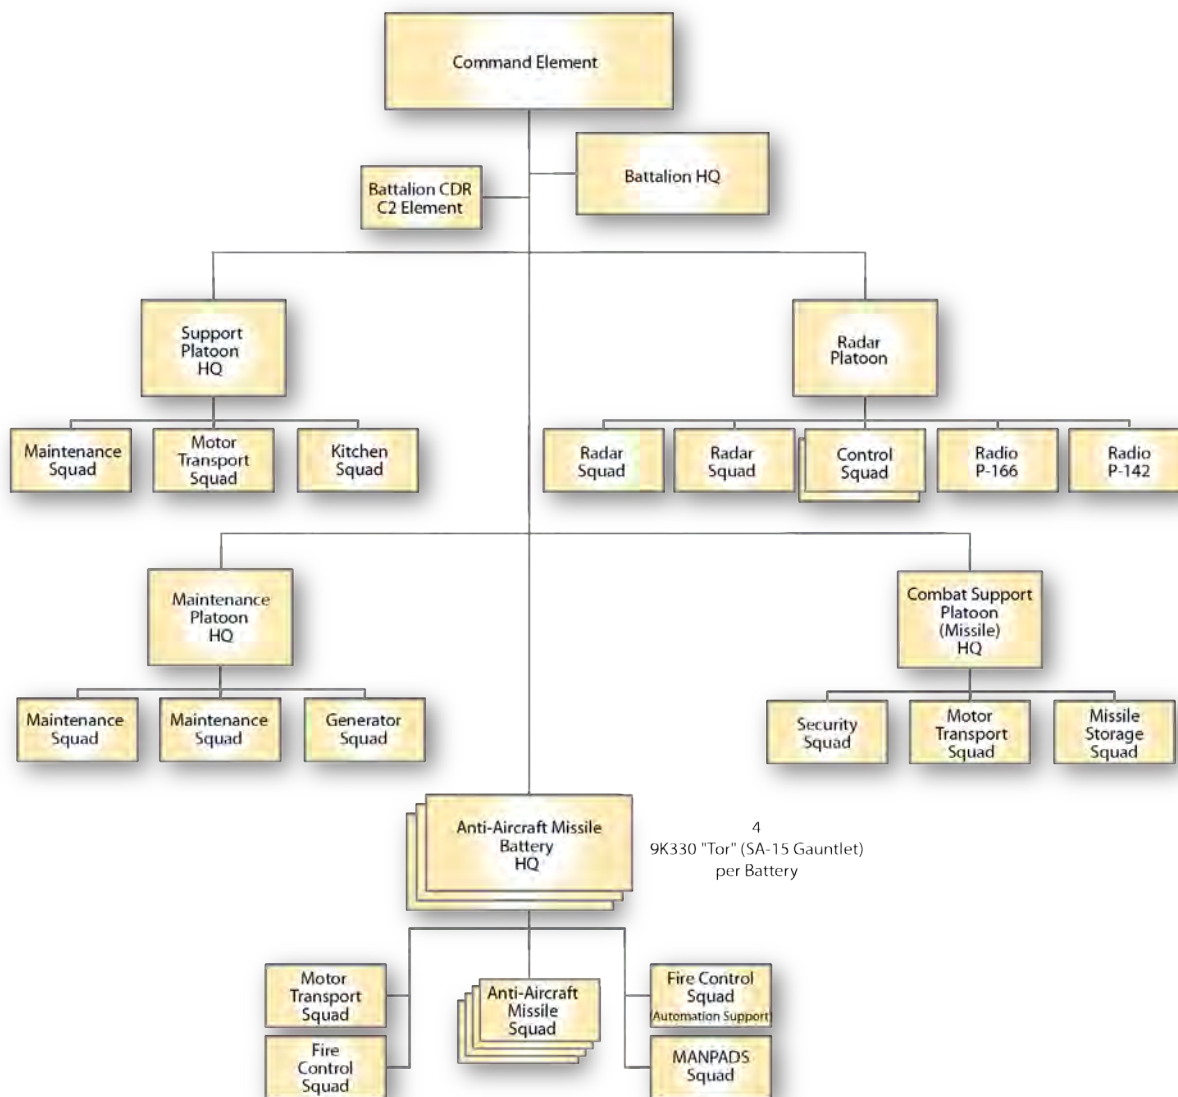 Command Element
Battalion HQ
Battalion CDR
C2 Element
Support
Platoon
HQ
Radar
Platoon
Maintenance
Squad
Motor
Transport
Squad
Kitchen
Squad
Radar
Squad
Radar
Squad
Control
Squad
Radio
P-166
Radio
P-142
Maintenance
Platoon
HQ
Combat Support
Platoon
(Missile)
HQ
Maintenance
Squad
Maintenance
Squad
Generator
Squad
Security
Squad
Motor
Transport
Squad
Missile
Storage
Squad
Anti-Aircraft Missile
Battery
HQ
4
9K330 "Tor" (SA-15 Gauntlet)
per Battery
Motor
Transport
Squad
Anti-Aircraft
Missile
Squad
Fire Control
Squad
(Automation Support)
Fire
Control
Squad
MANPADS
Squad